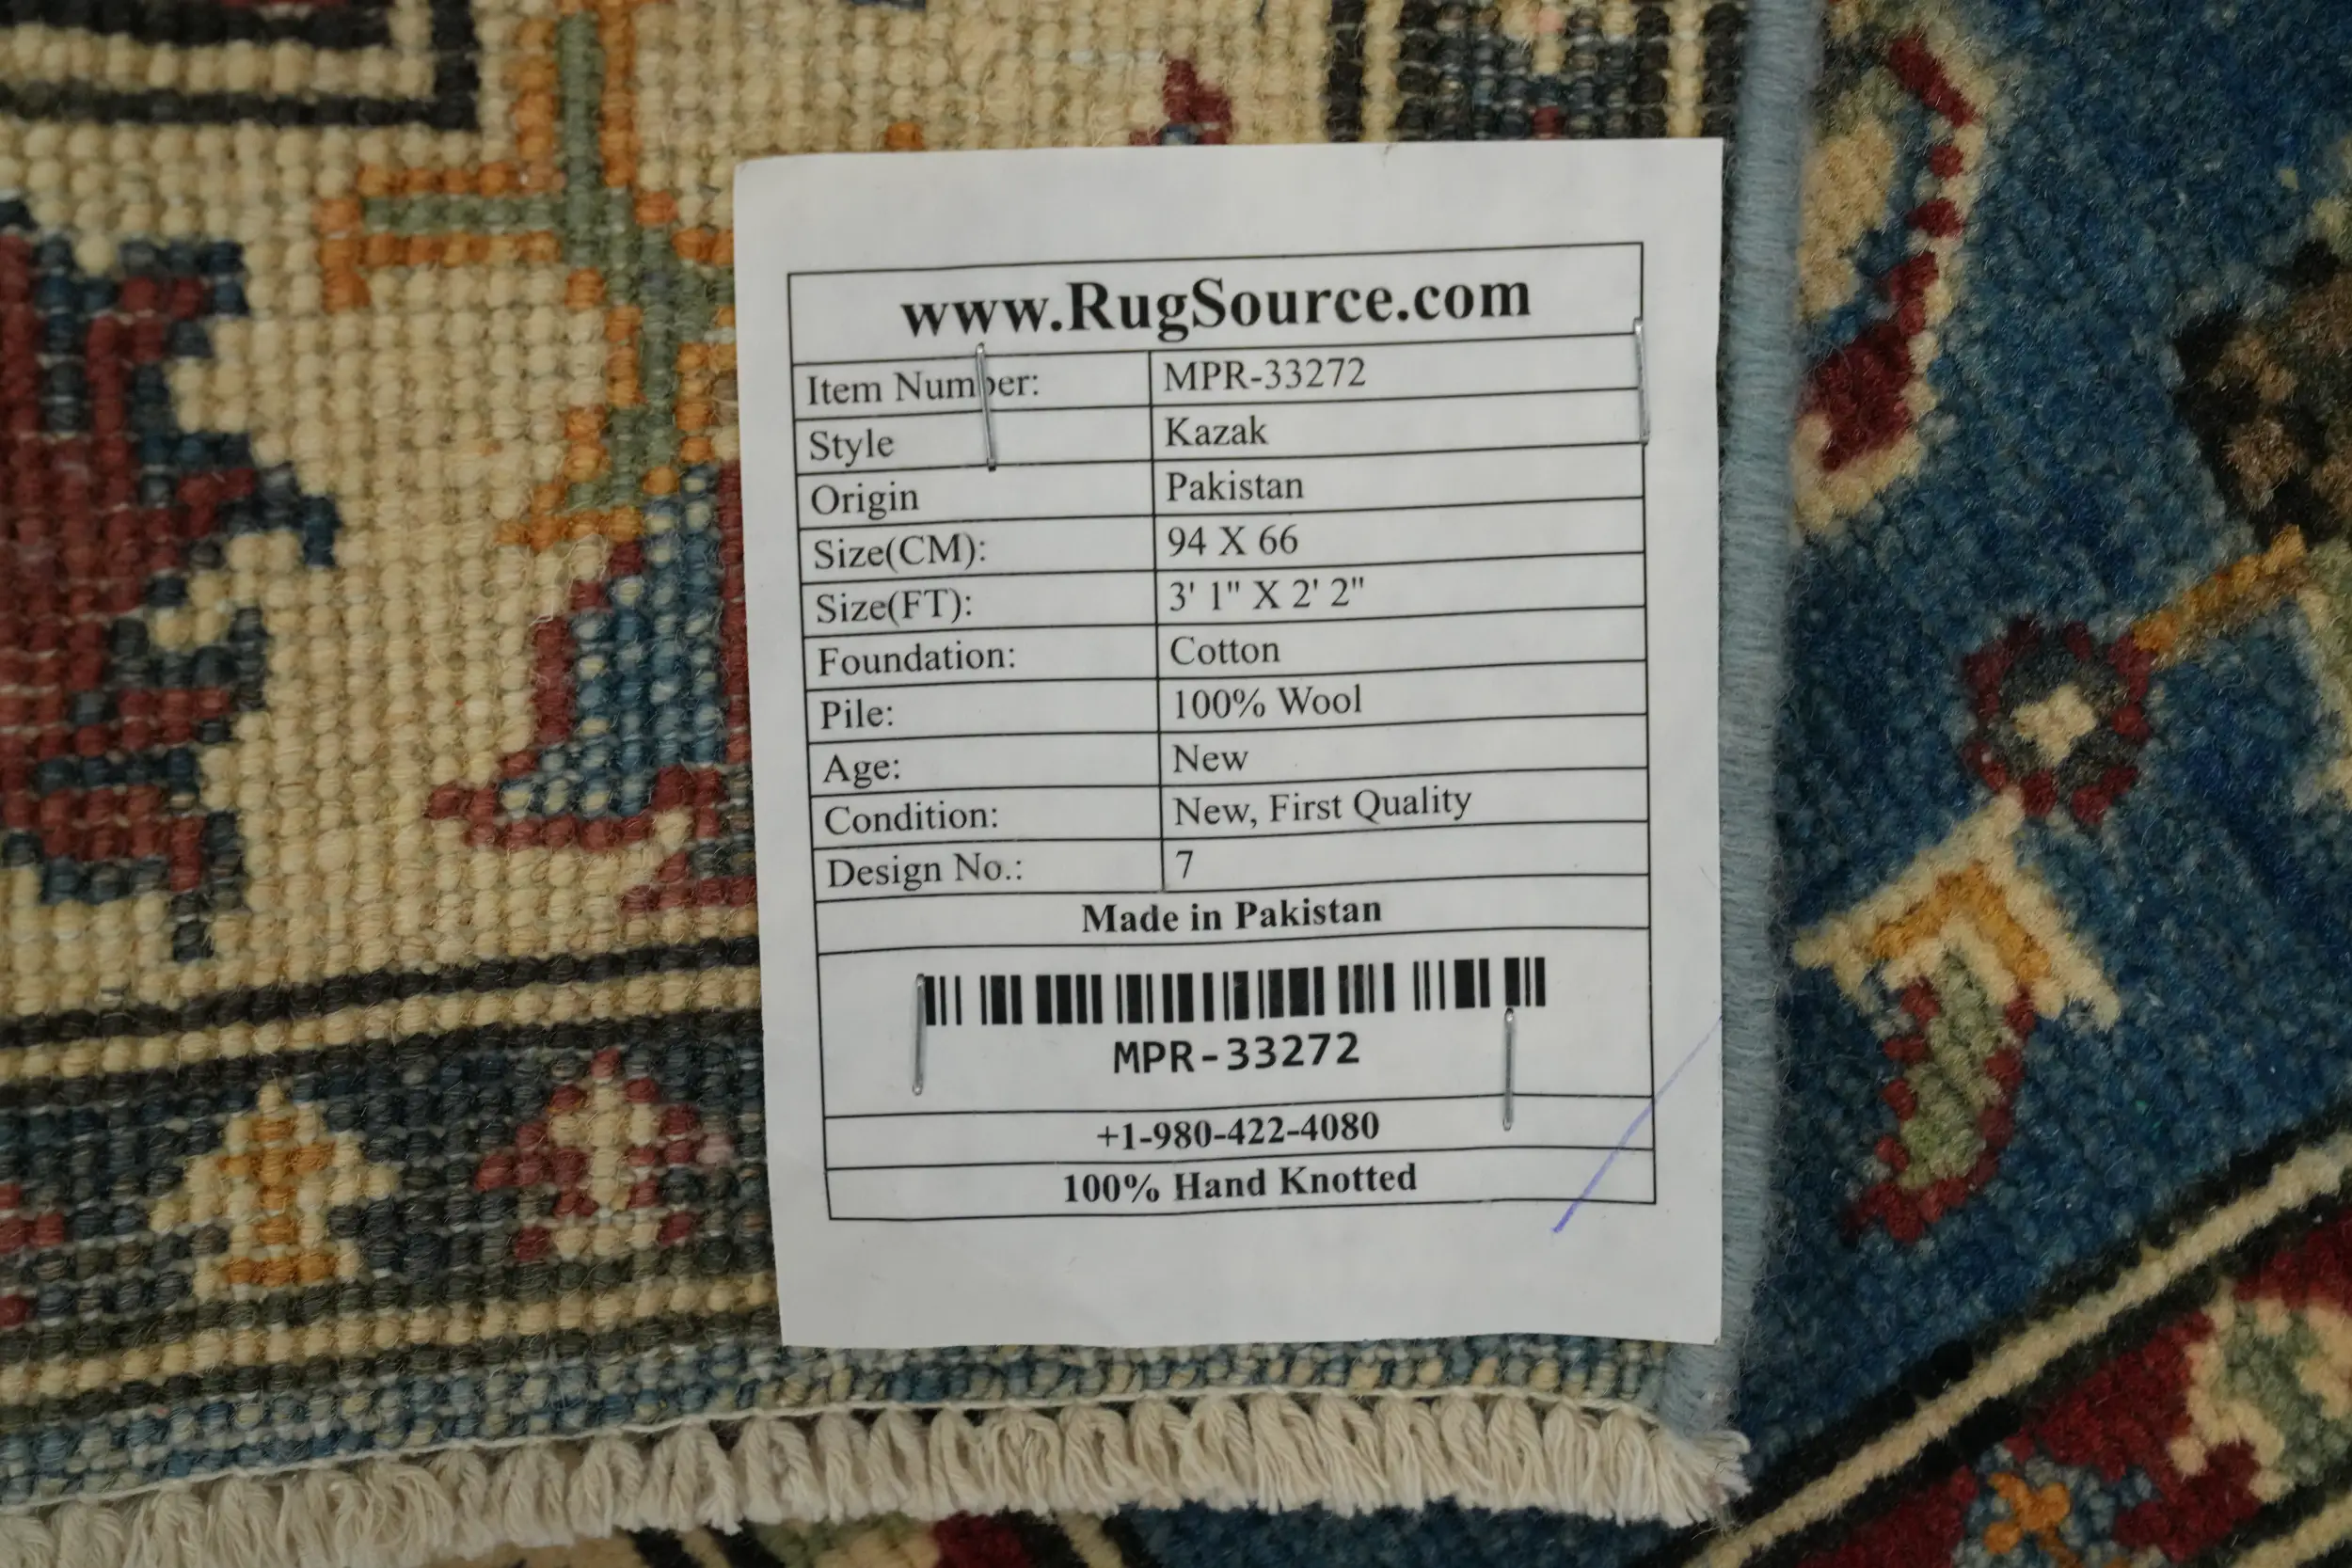 www.RugSource.com
Item Number: MPR-33272
Style Kazak
Origin Pakistan
Size(CM): 94 X 66
Size(FT): 3' 1" X 2' 2"
Foundation: Cotton
Pile: 100% Wool
Age: New
Condition: New, First Quality
Design No.: 7
Made in Pakistan
MPR-33272
+1-980-422-4080
100% Hand Knotted